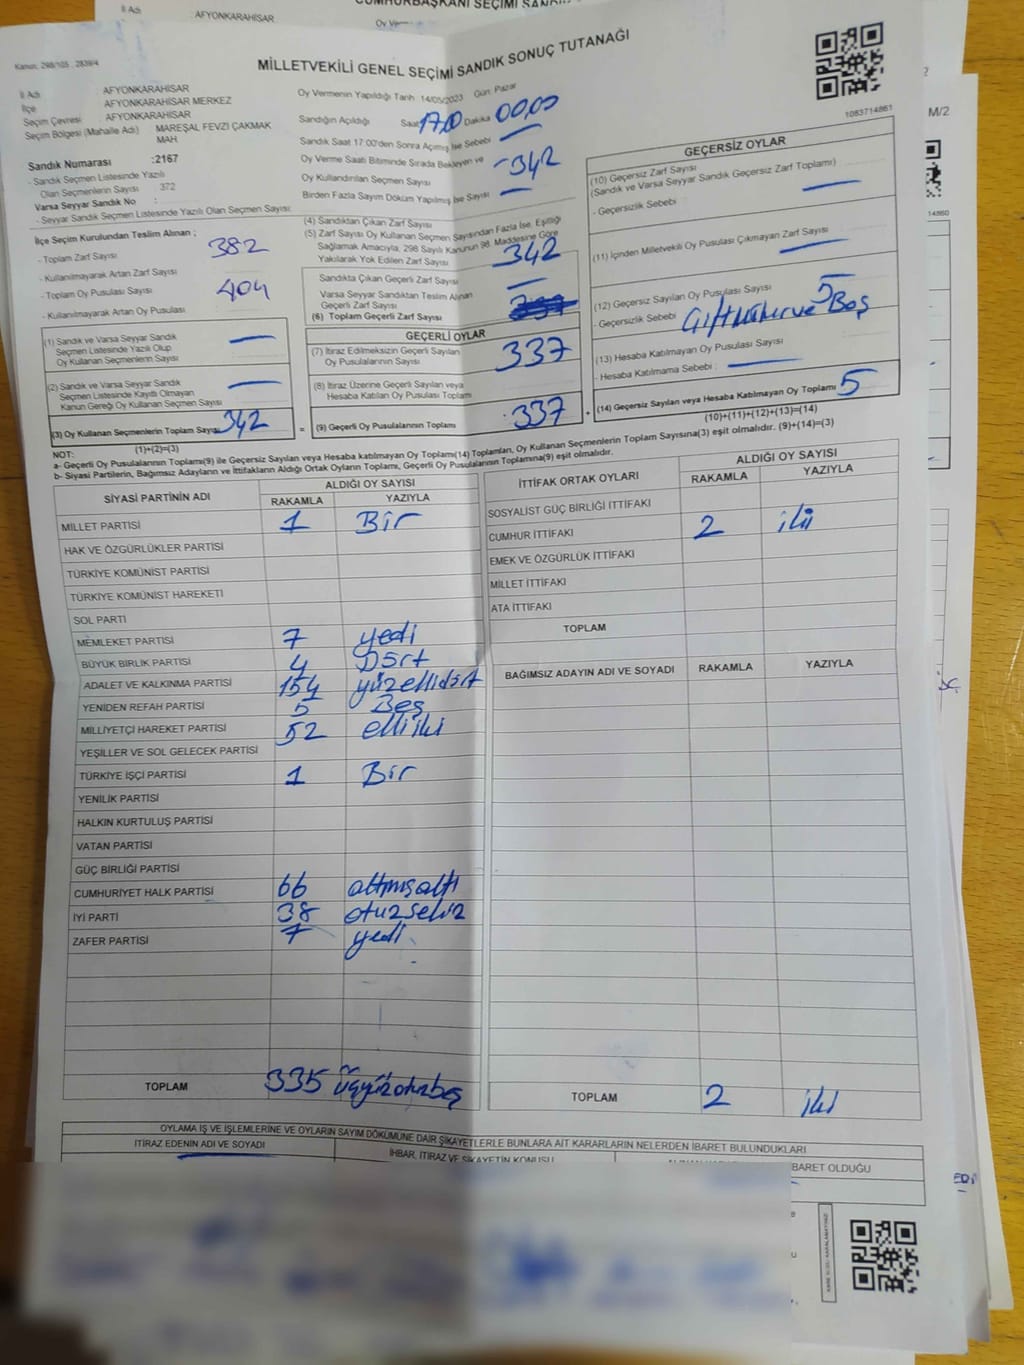 CUMHURBAŞKANI SEÇİMİ SANDIK
İl Adı : AFYONKARAHİSAR
Kanun: 298/105 : 2839/4
MİLLETVEKİLİ GENEL SEÇİMİ SANDIK SONUÇ TUTANAĞI
1083714861
M/2
14860
İl Adı : AFYONKARAHİSAR
İlçe : AFYONKARAHİSAR MERKEZ
Seçim Çevresi : AFYONKARAHİSAR
Seçim Bölgesi (Mahalle Adı) : MAREŞAL FEVZİ ÇAKMAK MAH
Sandık Numarası :2167
- Sandık Seçmen Listesinde Yazılı
Olan Seçmenlerin Sayısı : 372
Varsa Seyyar Sandık No :
- Seyyar Sandık Seçmen Listesinde Yazılı Olan Seçmen Sayısı:
Oy Vermenin Yapıldığı Tarih 14/05/2023 Gün: Pazar
Sandığın Açıldığı Saat 17.00 Dakika 00.00
Sandık Saat 17.00'den Sonra Açılmış İse Sebebi —
Oy Verme Saati Bitiminde Sırada Bekleyen ve
Oy Kullandırılan Seçmen Sayısı 342
Birden Fazla Sayım Döküm Yapılmış İse Sayısı —
İlçe Seçim Kurulundan Teslim Alınan ;
- Toplam Zarf Sayısı 382
- Kullanılmayarak Artan Zarf Sayısı
- Toplam Oy Pusulası Sayısı 404
- Kullanılmayarak Artan Oy Pusulası
(4) Sandıktan Çıkan Zarf Sayısı
(5) Zarf Sayısı Oy Kullanan Seçmen Sayısından Fazla İse, Eşitliği
Sağlamak Amacıyla, 298 Sayılı Kanunun 98. Maddesine Göre
Yakılarak Yok Edilen Zarf Sayısı 342
Sandıkta Çıkan Geçerli Zarf Sayısı —
Varsa Seyyar Sandıktan Teslim Alınan
Geçerli Zarf Sayısı
(6) Toplam Geçerli Zarf Sayısı
GEÇERSİZ OYLAR
(10) Geçersiz Zarf Sayısı
(Sandık ve Varsa Seyyar Sandık Geçersiz Zarf Toplamı) —
- Geçersizlik Sebebi
(11) İçinden Milletvekili Oy Pusulası Çıkmayan Zarf Sayısı —
(12) Geçersiz Sayılan Oy Pusulası Sayısı 5
- Geçersizlik Sebebi Beş
(13) Hesaba Katılmayan Oy Pusulası Sayısı
- Hesaba Katılmama Sebebi : —
(14) Geçersiz Sayılan veya Hesaba Katılmayan Oy Toplamı 5
(10)+(11)+(12)+(13)=(14)
(1) Sandık ve Varsa Seyyar Sandık
Seçmen Listesinde Yazılı Olup
Oy Kullanan Seçmenlerin Sayısı —
(2) Sandık ve Varsa Seyyar Sandık
Seçmen Listesinde Kayıtlı Olmayan
Kanun Gereği Oy Kullanan Seçmen Sayısı —
(3) Oy Kullanan Seçmenlerin Toplam Sayısı 342
(1)+(2)=(3)
GEÇERLİ OYLAR
(7) İtiraz Edilmeksizin Geçerli Sayılan
Oy Pusulalarının Sayısı 337
(8) İtiraz Üzerine Geçerli Sayılan veya
Hesaba Katılan Oy Pusulası Toplam
= (9) Geçerli Oy Pusulalarının Toplamı 337 +
NOT:
a- Geçerli Oy Pusulalarının Toplamı(9) ile Geçersiz Sayılan veya Hesaba katılmayan Oy Toplamı(14) Toplamları, Oy Kullanan Seçmenlerin Toplam Sayısına(3) eşit olmalıdır. (9)+(14)=(3)
b- Siyasi Partilerin, Bağımsız Adayların ve İttifakların Aldığı Ortak Oyların Toplamı, Geçerli Oy Pusulalarının Toplamına(9) eşit olmalıdır.
SİYASİ PARTİNİN ADI ALDIĞI OY SAYISI
RAKAMLA YAZIYLA
MİLLET PARTİSİ 1 Bir
HAK VE ÖZGÜRLÜKLER PARTİSİ
TÜRKİYE KOMÜNİST PARTİSİ
TÜRKİYE KOMÜNİST HAREKETİ
SOL PARTİ
MEMLEKET PARTİSİ 7 yedi
BÜYÜK BİRLİK PARTİSİ 4 Dört
ADALET VE KALKINMA PARTİSİ 154 yüzellidört
YENİDEN REFAH PARTİSİ 5 Beş
MİLLİYETÇİ HAREKET PARTİSİ 52 elliiki
YEŞİLLER VE SOL GELECEK PARTİSİ
TÜRKİYE İŞÇİ PARTİSİ 1 Bir
YENİLİK PARTİSİ
HALKIN KURTULUŞ PARTİSİ
VATAN PARTİSİ
GÜÇ BİRLİĞİ PARTİSİ
CUMHURİYET HALK PARTİSİ 66 altmışaltı
İYİ PARTİ 38 otuzsekiz
ZAFER PARTİSİ 7 yedi
TOPLAM 335 üçyüzotuzbeş
İTTİFAK ORTAK OYLARI ALDIĞI OY SAYISI
RAKAMLA YAZIYLA
SOSYALİST GÜÇ BİRLİĞİ İTTİFAKI
CUMHUR İTTİFAKI 2 iki
EMEK VE ÖZGÜRLÜK İTTİFAKI
MİLLET İTTİFAKI
ATA İTTİFAKI
TOPLAM
BAĞIMSIZ ADAYIN ADI VE SOYADI RAKAMLA YAZIYLA
TOPLAM 2 iki
OYLAMA İŞ VE İŞLEMLERİNE VE OYLARIN SAYIM DÖKÜMÜNE DAİR ŞİKAYETLERLE BUNLARA AİT KARARLARIN NELERDEN İBARET BULUNDUKLARI
İTİRAZ EDENİN ADI VE SOYADI
İHBAR, İTİRAZ VE ŞİKAYETİN KONUSU
BARET OLDUĞU